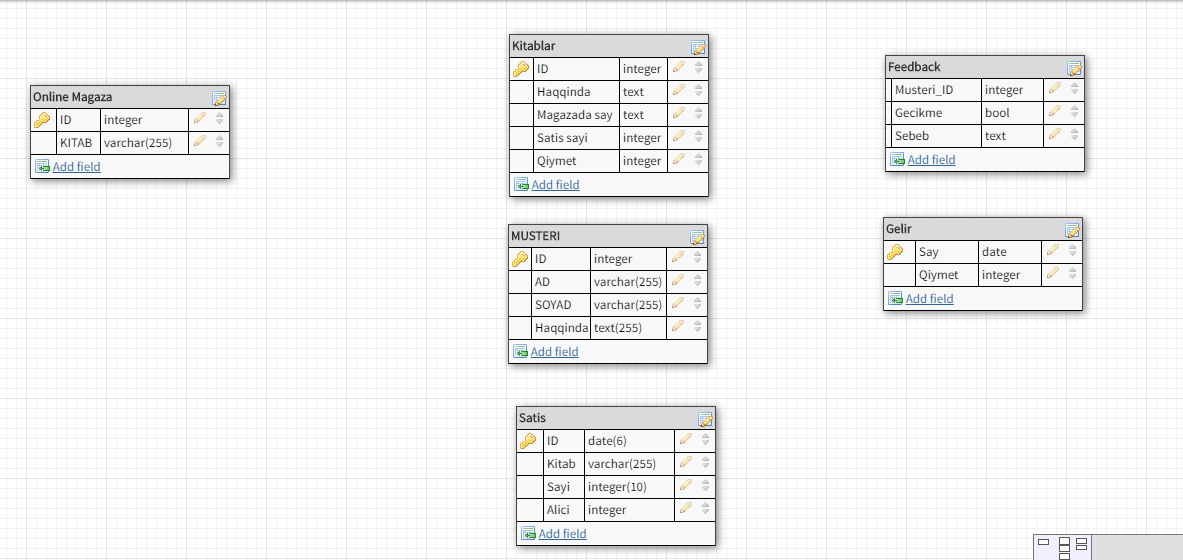 Online Magaza
ID integer
KITAB varchar(255)
Add field
Kitablar
ID integer
Haqqinda text
Magazada say text
Satis sayi integer
Qiymet integer
Add field
MUSTERI
ID integer
AD varchar(255)
SOYAD varchar(255)
Haqqinda text(255)
Add field
Satis
ID date(6)
Kitab varchar(255)
Sayi integer(10)
Alici integer
Add field
Feedback
Musteri_ID integer
Gecikme bool
Sebeb text
Add field
Gelir
Say date
Qiymet integer
Add field